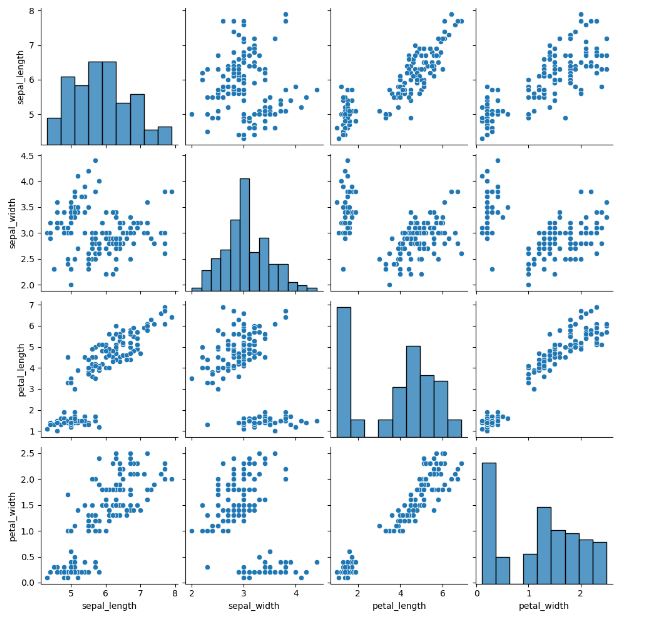 8
7
6
5
sepal_length
4.5
4.0
3.5
3.0
2.5
2.0
sepal_width
7
6
5
4
3
2
1
petal_length
2.5
2.0
1.5
1.0
0.5
0.0
petal_width
5 6 7 8
sepal_length
2 3 4
sepal_width
2 4 6
petal_length
0 1 2
petal_width